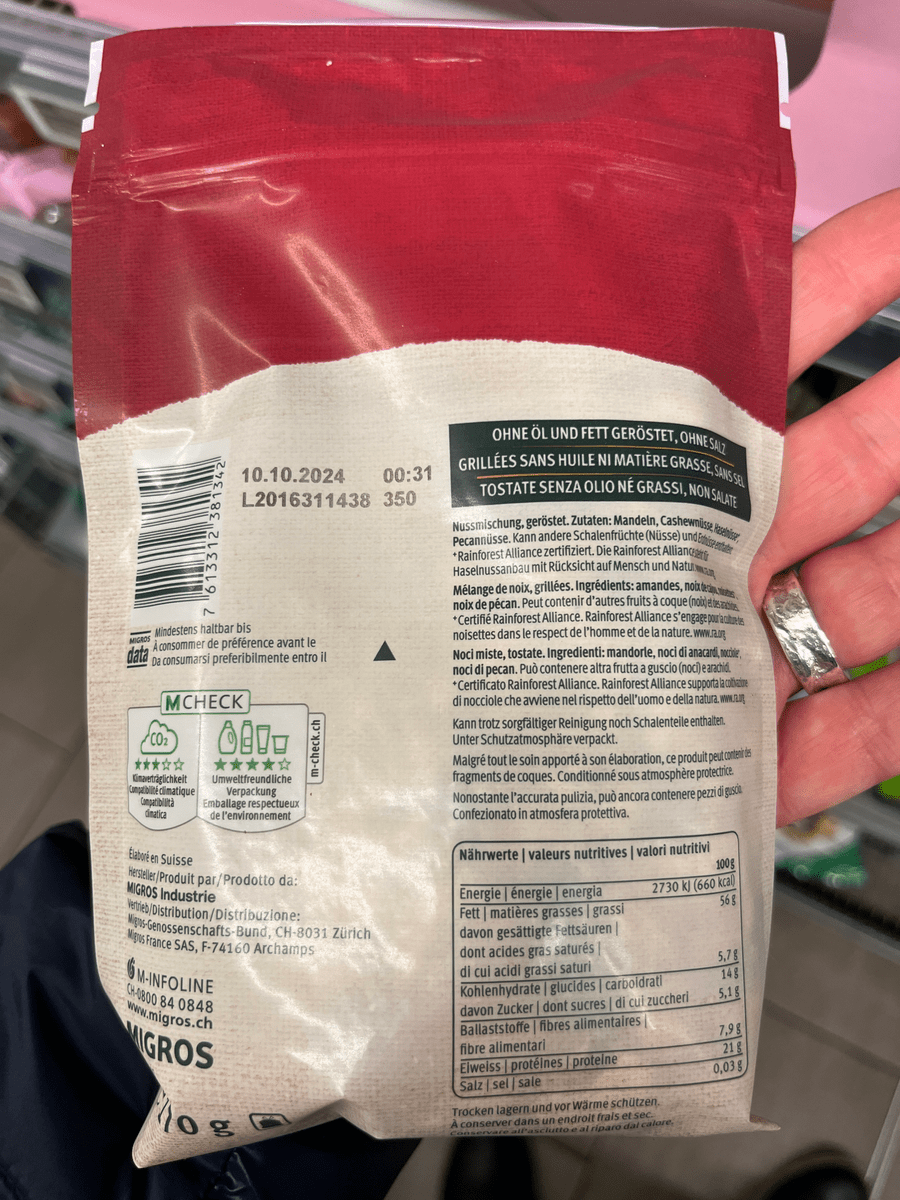 7 613312 381342
10.10.2024 00:31
L2016311438 350
MIGROS
data
Mindestens haltbar bis
À consommer de préférence avant le
Da consumarsi preferibilmente entro il
MCHECK
CO₂
Klimaverträglichkeit
Compatibilité climatique
Compatibilità
climatica
Umweltfreundliche
Verpackung
Emballage respectueux
de l'environnement
m-check.ch
Élaboré en Suisse
Hersteller/Produit par/Prodotto da:
MIGROS Industrie
Vertrieb/Distribution/Distribuzione:
Migros-Genossenschafts-Bund, CH-8031 Zürich
Migros France SAS, F-74160 Archamps
M-INFOLINE
CH-0800 84 0848
www.migros.ch
MIGROS
OHNE ÖL UND FETT GERÖSTET, OHNE SALZ
GRILLÉES SANS HUILE NI MATIÈRE GRASSE, SANS SEL
TOSTATE SENZA OLIO NÉ GRASSI, NON SALATE
Nussmischung, geröstet. Zutaten: Mandeln, Cashewnüsse, Haselnüsse*,
Pecannüsse. Kann andere Schalenfrüchte (Nüsse) und Erdnüsse enthalten.
*Rainforest Alliance zertifiziert. Die Rainforest Alliance
Haselnussanbau mit Rücksicht auf Mensch und Natur.
Mélange de noix, grillées. Ingrédients: amandes, noix de cajou,
noix de pécan. Peut contenir d'autres fruits à coque (noix) et des arachides.
*Certifié Rainforest Alliance. Rainforest Alliance s'engage pour la culture des
noisettes dans le respect de l'homme et de la nature. www.ra.org
Noci miste, tostate. Ingredienti: mandorle, noci di anacardi, nocciole*,
noci di pecan. Può contenere altra frutta a guscio (noci) e arachidi.
*Certificato Rainforest Alliance. Rainforest Alliance supporta la coltivazione
di nocciole che avviene nel rispetto dell'uomo e della natura. www.ra.org
Kann trotz sorgfältiger Reinigung noch Schalenteile enthalten.
Unter Schutzatmosphäre verpackt.
Malgré tout le soin apporté à son élaboration, ce produit peut contenir des
fragments de coques. Conditionné sous atmosphère protectrice.
Nonostante l'accurata pulizia, può ancora contenere pezzi di guscio.
Confezionato in atmosfera protettiva.
Nährwerte | valeurs nutritives | valori nutritivi
100 g
Energie | énergie | energia 2730 kJ (660 kcal)
Fett | matières grasses | grassi 56 g
davon gesättigte Fettsäuren |
dont acides gras saturés |
di cui acidi grassi saturi 5,7 g
Kohlenhydrate | glucides | carboidrati 14 g
davon Zucker | dont sucres | di cui zuccheri 5,1 g
Ballaststoffe | fibres alimentaires |
fibre alimentari 7,9 g
Eiweiss | protéines | proteine 21 g
Salz | sel | sale 0,03 g
Trocken lagern und vor Wärme schützen.
À conserver dans un endroit frais et sec.
Conservare all'asciutto e al riparo dal calore.